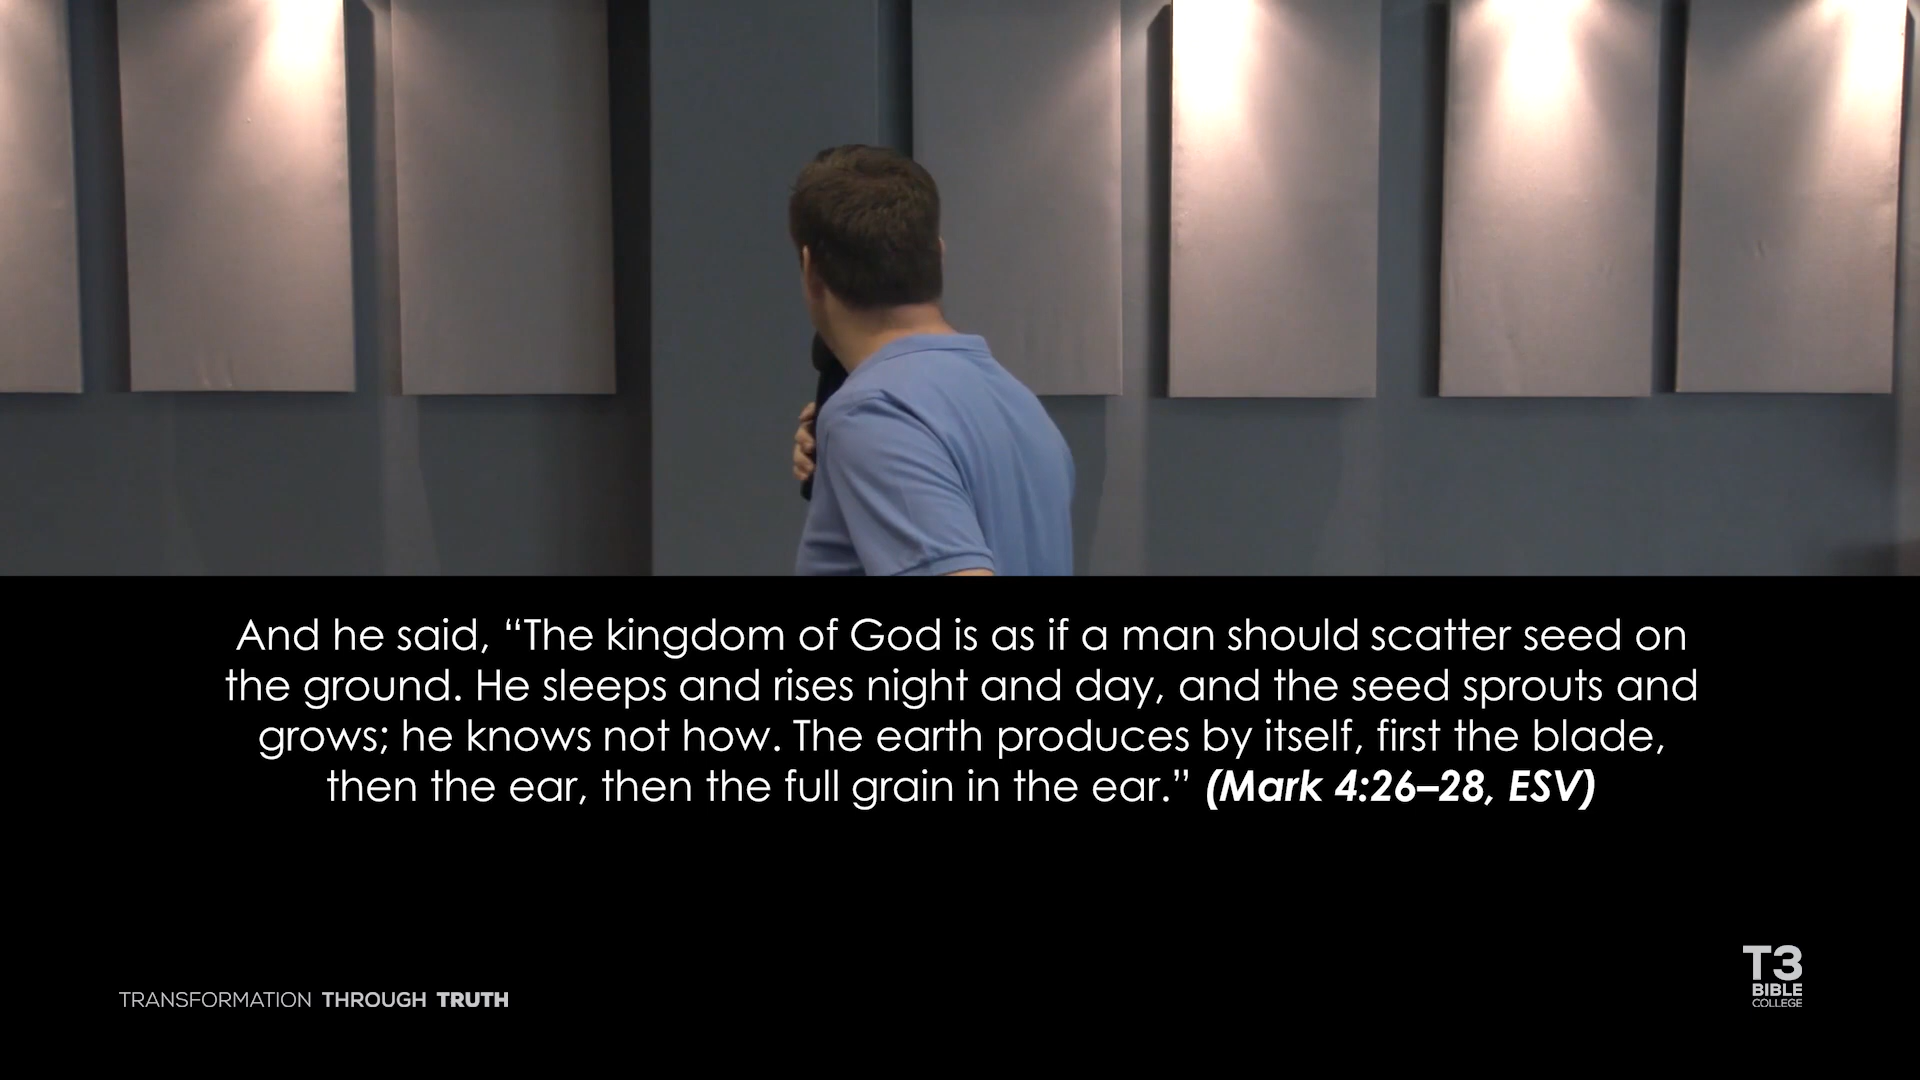 And he said, “The kingdom of God is as if a man should scatter seed on
the ground. He sleeps and rises night and day, and the seed sprouts and
grows; he knows not how. The earth produces by itself, first the blade,
then the ear, then the full grain in the ear.” (Mark 4:26–28, ESV)
TRANSFORMATION THROUGH TRUTH
T3
BIBLE
COLLEGE